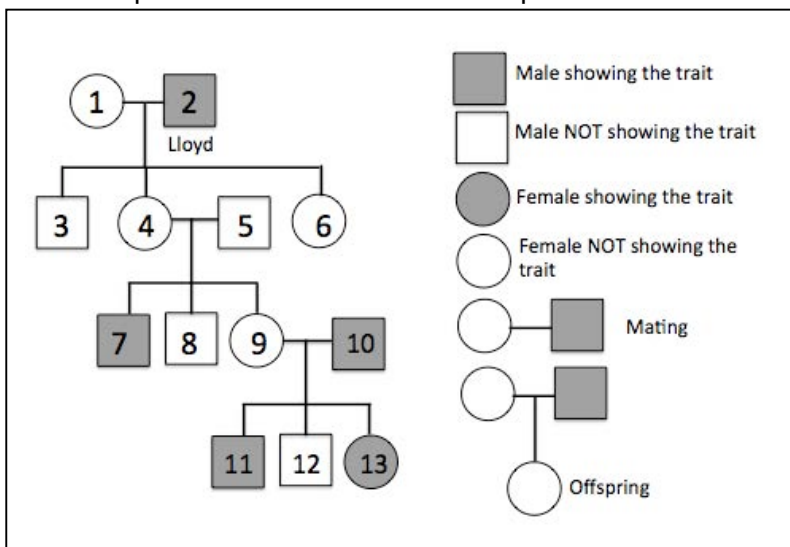 1
2
Lloyd
3
4
5
6
7
8
9
10
11
12
13
Male showing the trait
Male NOT showing the trait
Female showing the trait
Female NOT showing the
trait
Mating
Offspring